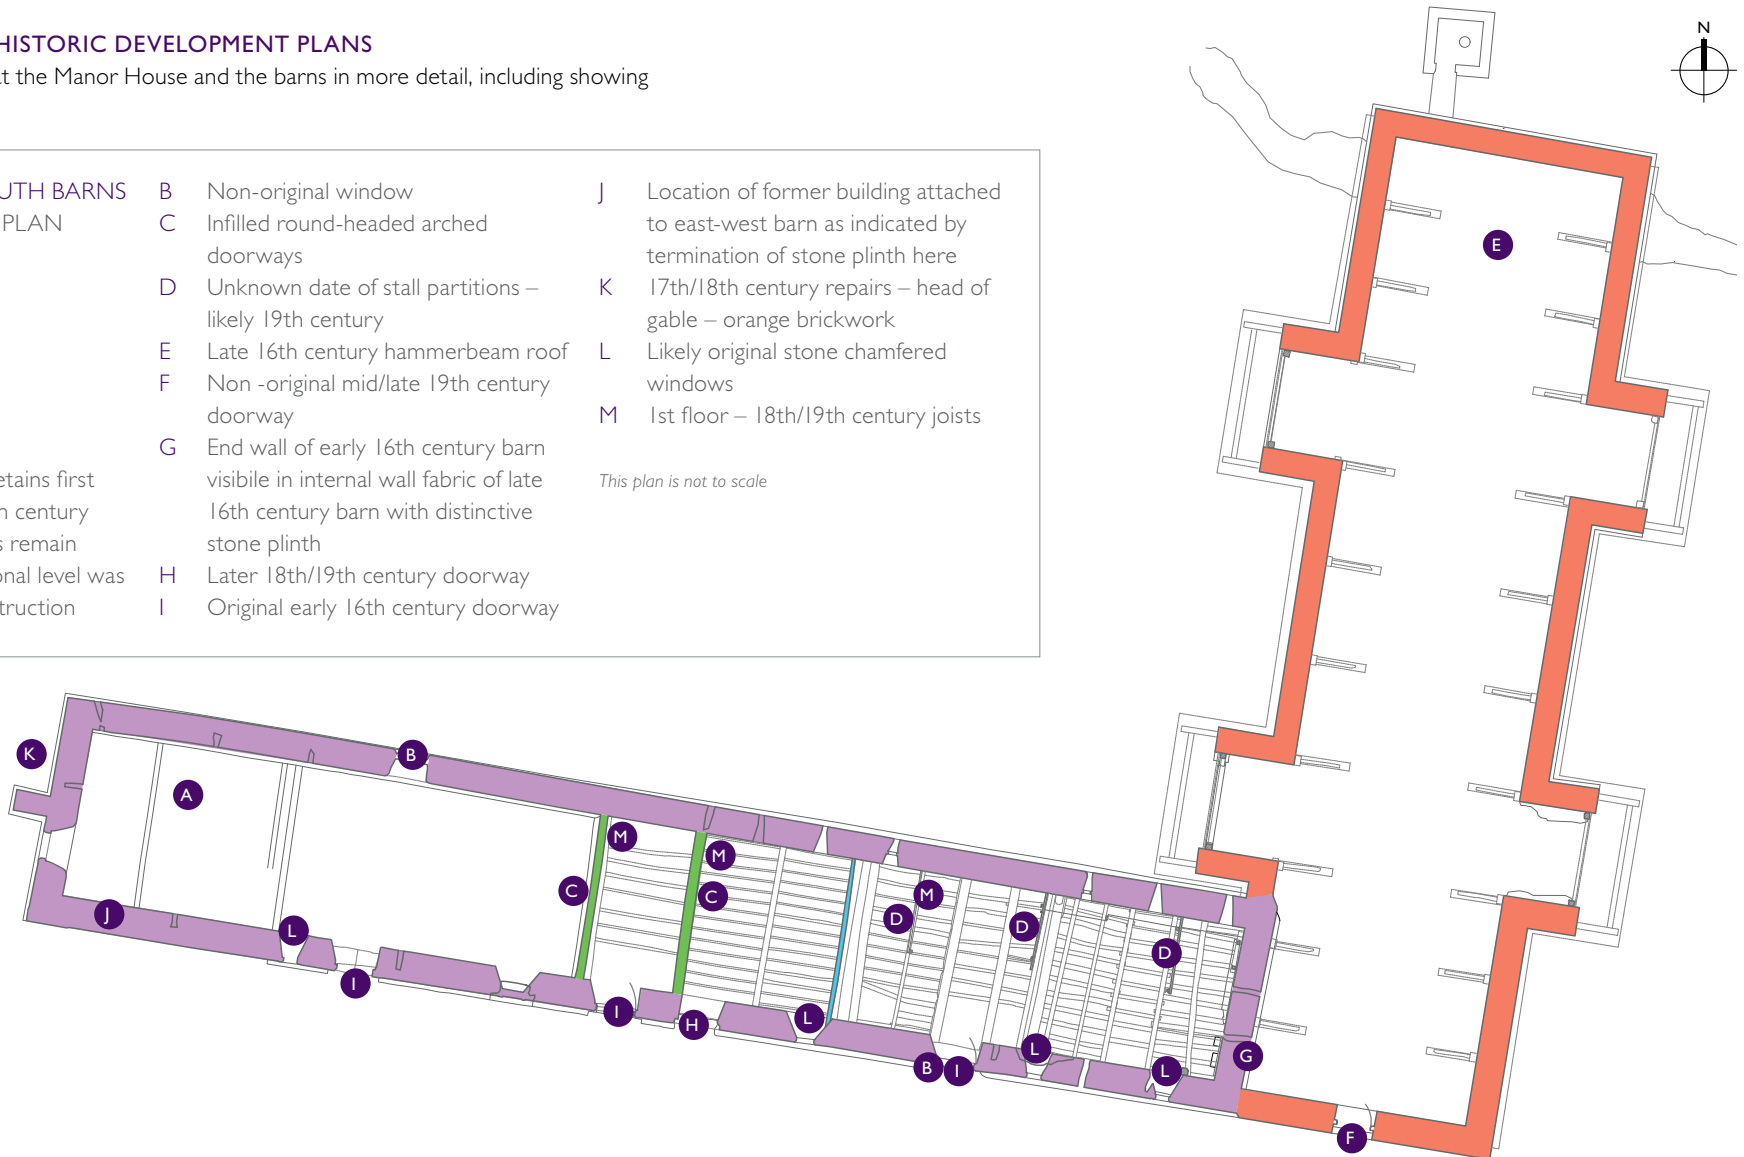 HISTORIC DEVELOPMENT PLANS
at the Manor House and the barns in more detail, including showing
N
UTH BARNS
PLAN
etains first
n century
s remain
onal level was
truction
B Non-original window
C Infilled round-headed arched
doorways
D Unknown date of stall partitions –
likely 19th century
E Late 16th century hammerbeam roof
F Non -original mid/late 19th century
doorway
G End wall of early 16th century barn
visibile in internal wall fabric of late
16th century barn with distinctive
stone plinth
H Later 18th/19th century doorway
I Original early 16th century doorway
J Location of former building attached
to east-west barn as indicated by
termination of stone plinth here
K 17th/18th century repairs – head of
gable – orange brickwork
L Likely original stone chamfered
windows
M 1st floor – 18th/19th century joists
This plan is not to scale
E
K
B
A
M
M
C
C
M
D
D
D
J
L
I
I
H
L
B
I
L
L
G
F